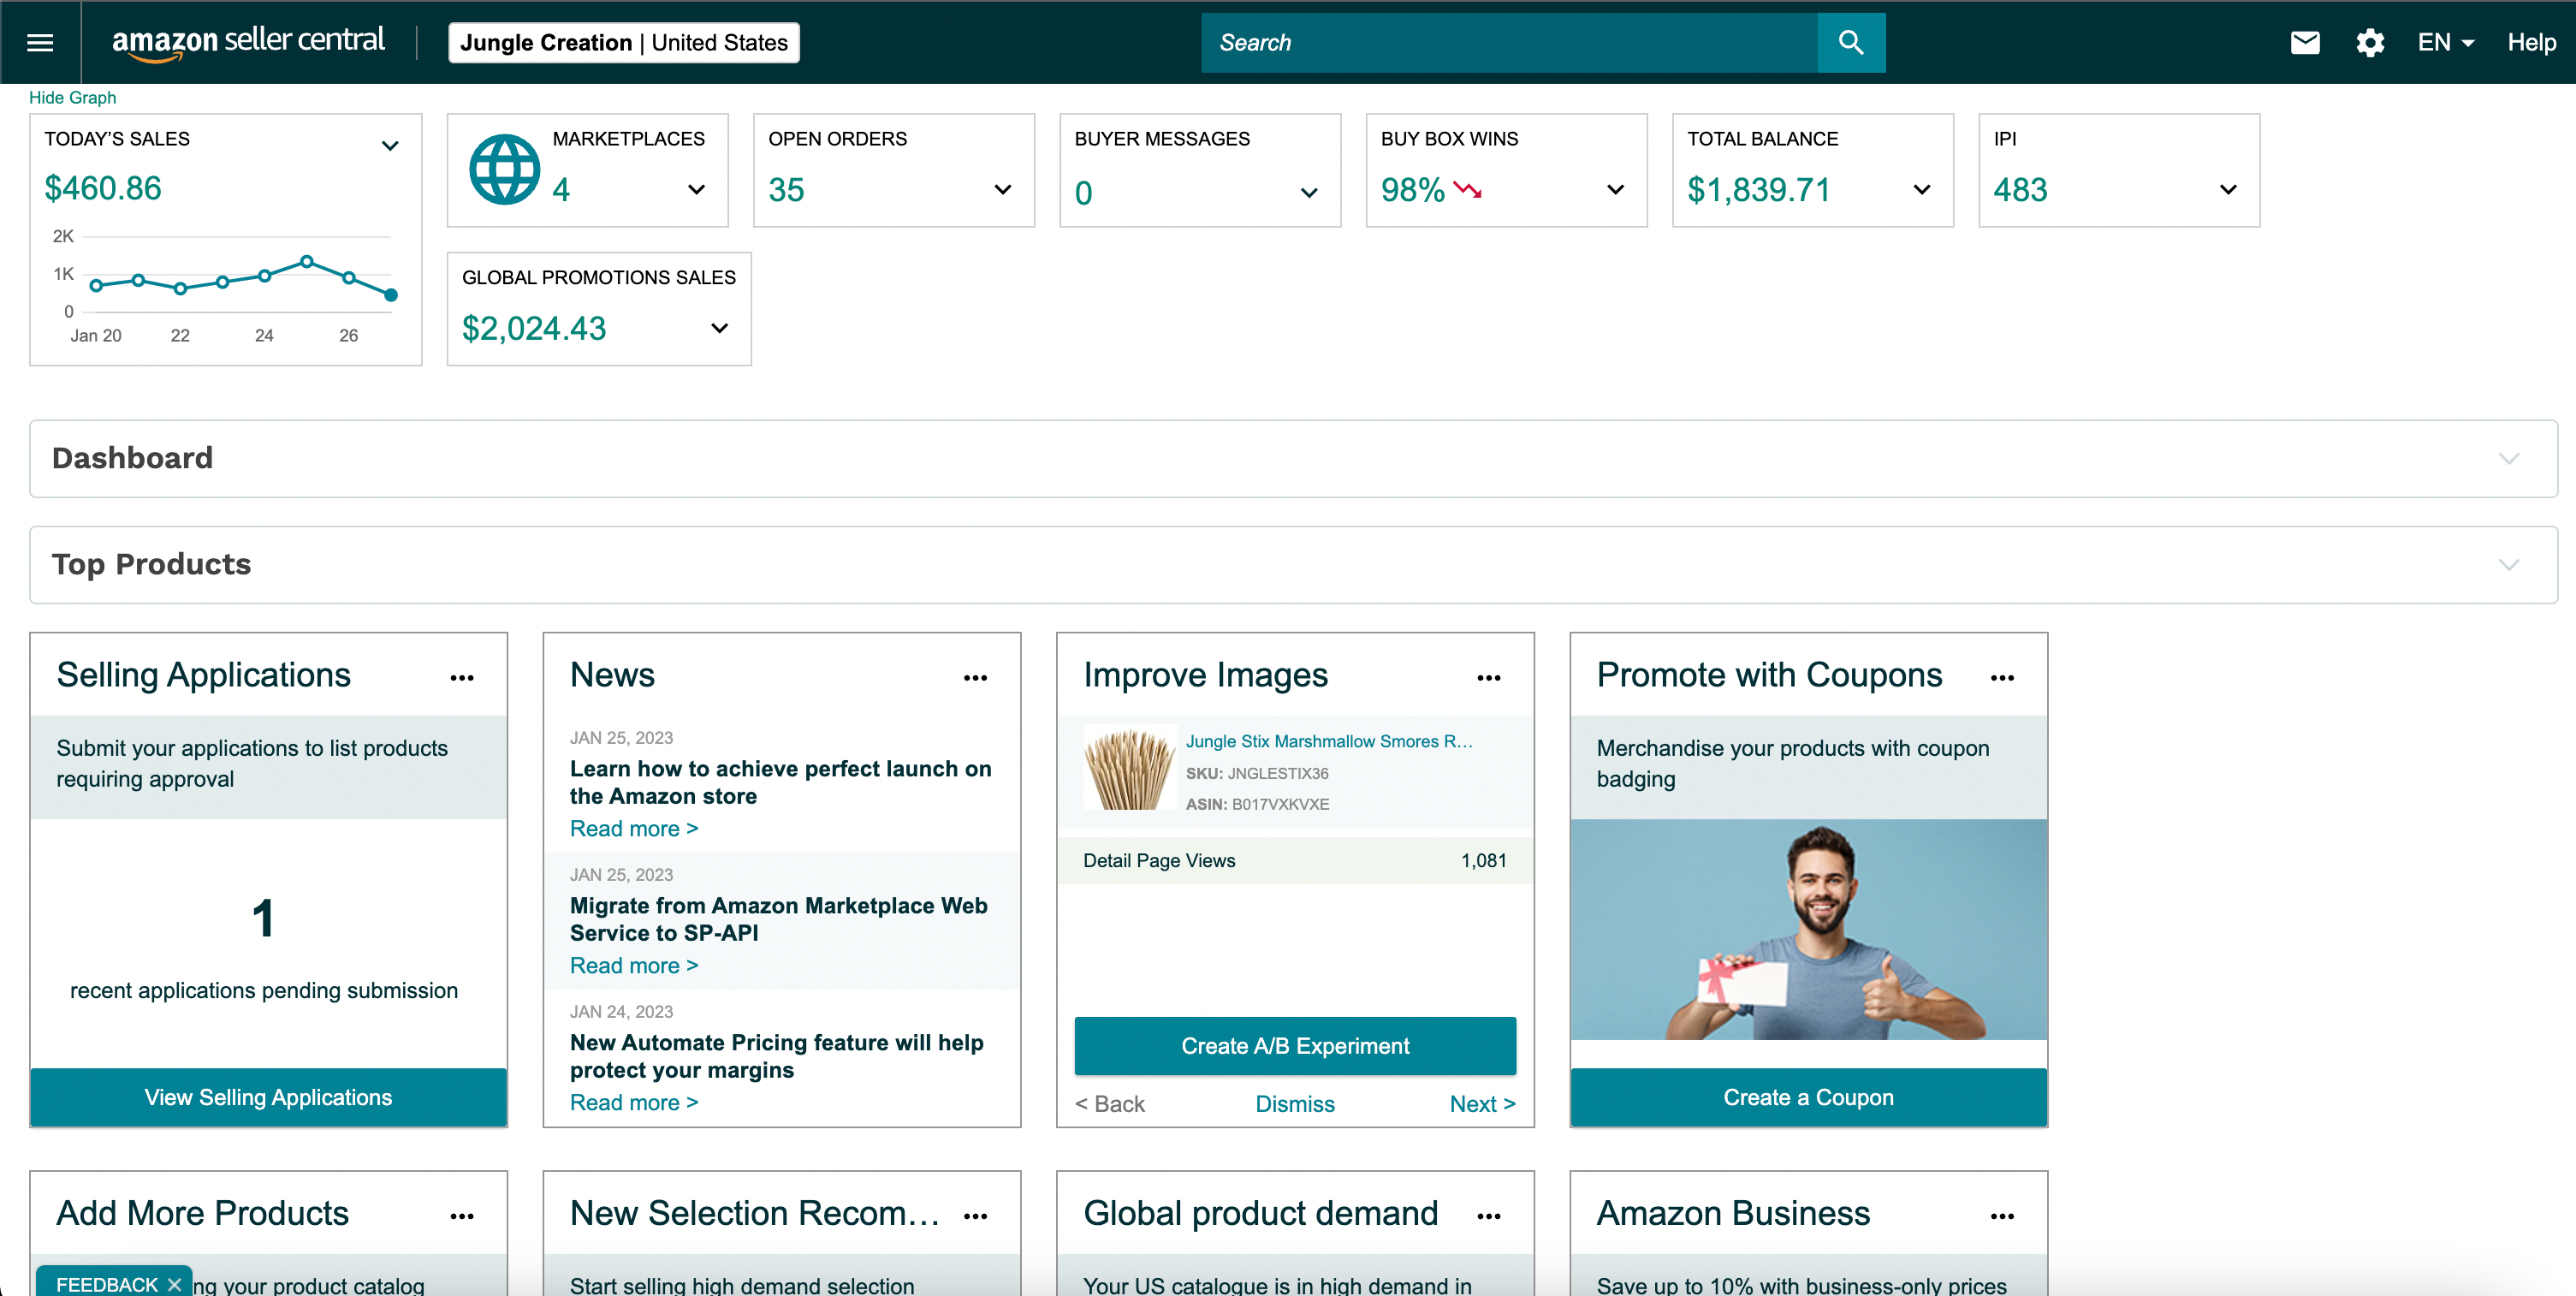 amazon seller central
Jungle Creation | United States
Search
EN
Help
Hide Graph
TODAY'S SALES
$460.86
2K
1K
0
Jan 20
22
24
26
MARKETPLACES
4
OPEN ORDERS
35
BUYER MESSAGES
0
BUY BOX WINS
98%
TOTAL BALANCE
$1,839.71
IPI
483
GLOBAL PROMOTIONS SALES
$2,024.43
Dashboard
Top Products
Selling Applications
Submit your applications to list products
requiring approval
1
recent applications pending submission
View Selling Applications
News
JAN 25, 2023
Learn how to achieve perfect launch on
the Amazon store
Read more >
JAN 25, 2023
Migrate from Amazon Marketplace Web
Service to SP-API
Read more >
JAN 24, 2023
New Automate Pricing feature will help
protect your margins
Read more >
Improve Images
Jungle Stix Marshmallow Smores R…
SKU: JNGLESTIX36
ASIN: B017VXKVXE
Detail Page Views 1,081
Create A/B Experiment
< Back Dismiss Next >
Promote with Coupons
Merchandise your products with coupon
badging
Create a Coupon
Add More Products
FEEDBACK
ng your product catalog
New Selection Recom…
Start selling high demand selection
Global product demand
Your US catalogue is in high demand in
Amazon Business
Save up to 10% with business-only prices